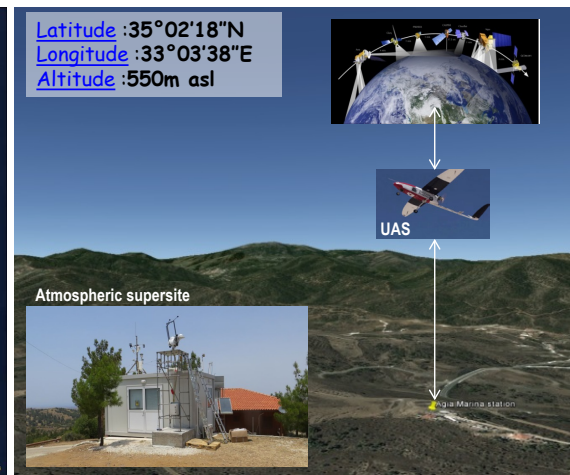 Latitude :35°02'18"N
Longitude :33°03'38"E
Altitude :550m asl
UAS
Atmospheric supersite
Agia Marina station